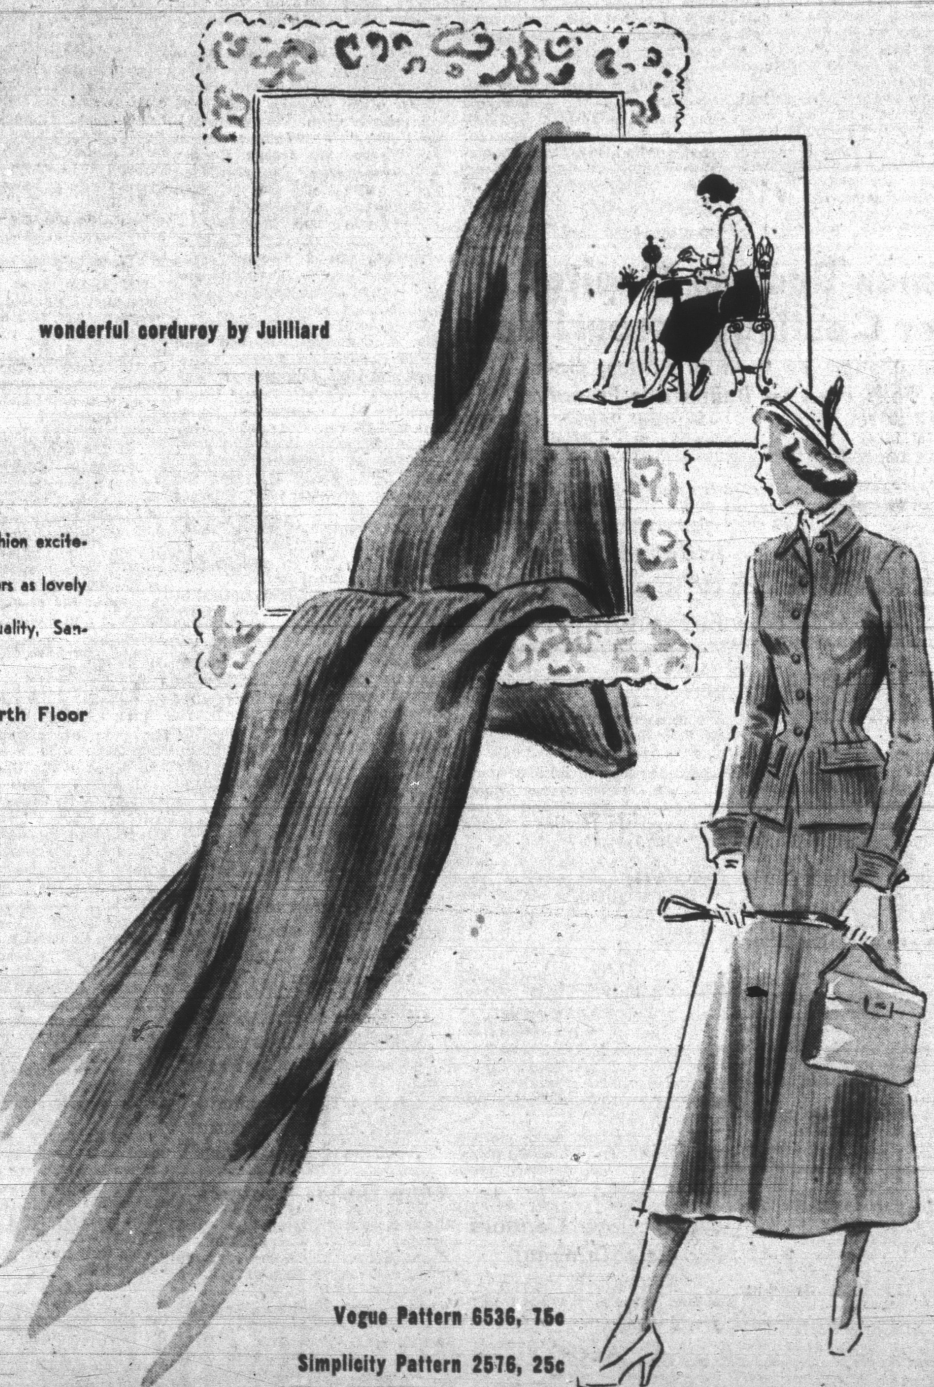 wonderful corduroy by Juilliard
hion excite-
rs as lovely
uality, San-
rth Floor
Vogue Pattern 6536, 75c
Simplicity Pattern 2576, 25c